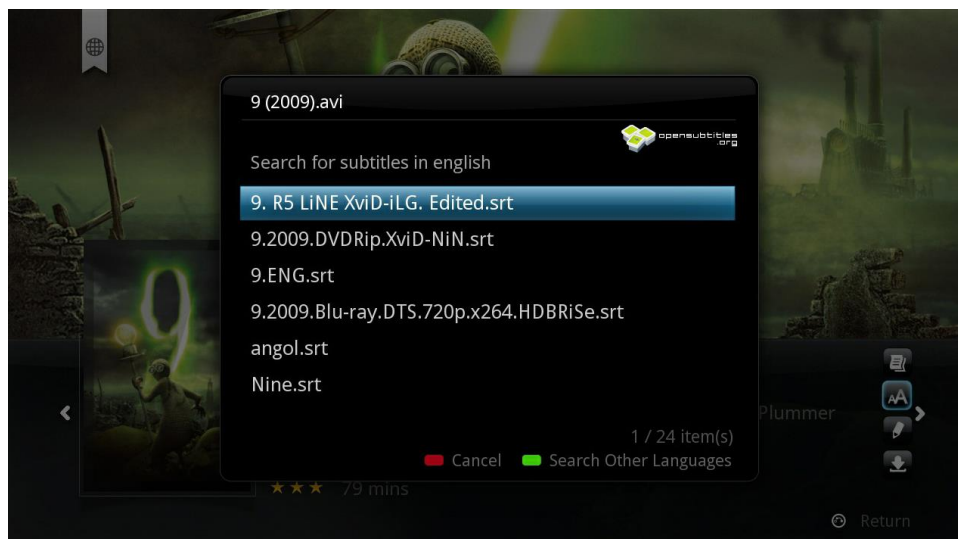 9 (2009).avi
opensubtitles
.org
Search for subtitles in english
9. R5 LiNE XviD-iLG. Edited.srt
9.2009.DVDRip.XviD-NiN.srt
9.ENG.srt
9.2009.Blu-ray.DTS.720p.x264.HDBRiSe.srt
angol.srt
Nine.srt
9
Plummer
AA
1 / 24 item(s)
Cancel Search Other Languages
79 mins
Return